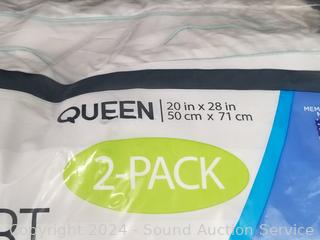 QUEEN
20 in x 28 in
50 cm x 71 cm
2-PACK
Copyright 2024 - Sound Auction Service